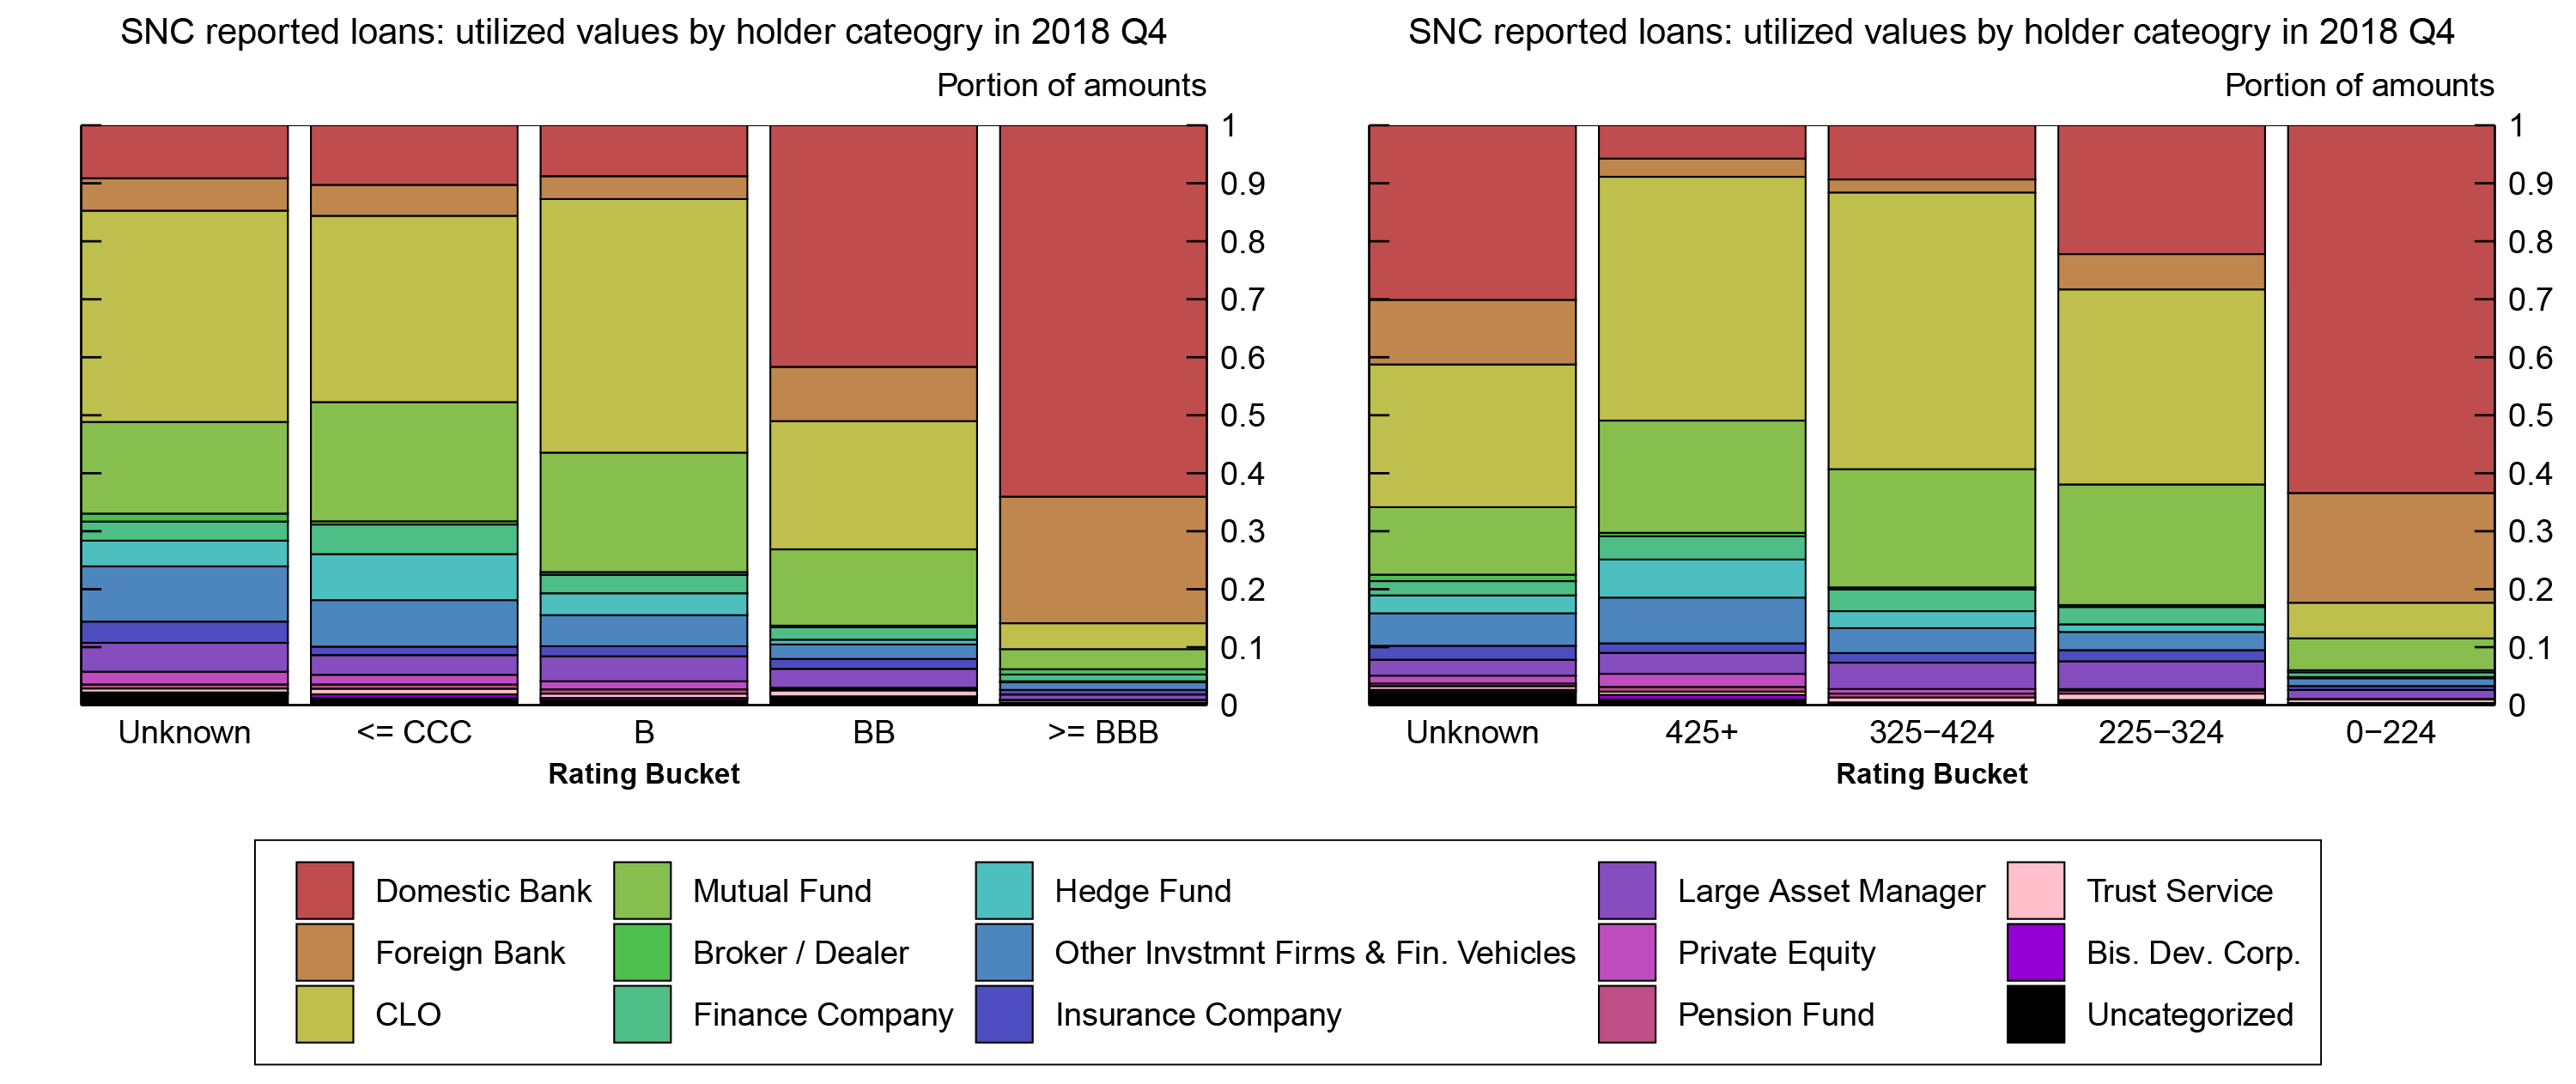 SNC reported loans: utilized values by holder cateogry in 2018 Q4
Portion of amounts
1
0.9
0.8
0.7
0.6
0.5
0.4
0.3
0.2
0.1
0
Unknown <= CCC B BB >= BBB
Rating Bucket
SNC reported loans: utilized values by holder cateogry in 2018 Q4
Portion of amounts
1
0.9
0.8
0.7
0.6
0.5
0.4
0.3
0.2
0.1
0
Unknown 425+ 325−424 225−324 0−224
Rating Bucket
Domestic Bank Mutual Fund Hedge Fund Large Asset Manager Trust Service
Foreign Bank Broker / Dealer Other Invstmnt Firms & Fin. Vehicles Private Equity Bis. Dev. Corp.
CLO Finance Company Insurance Company Pension Fund Uncategorized